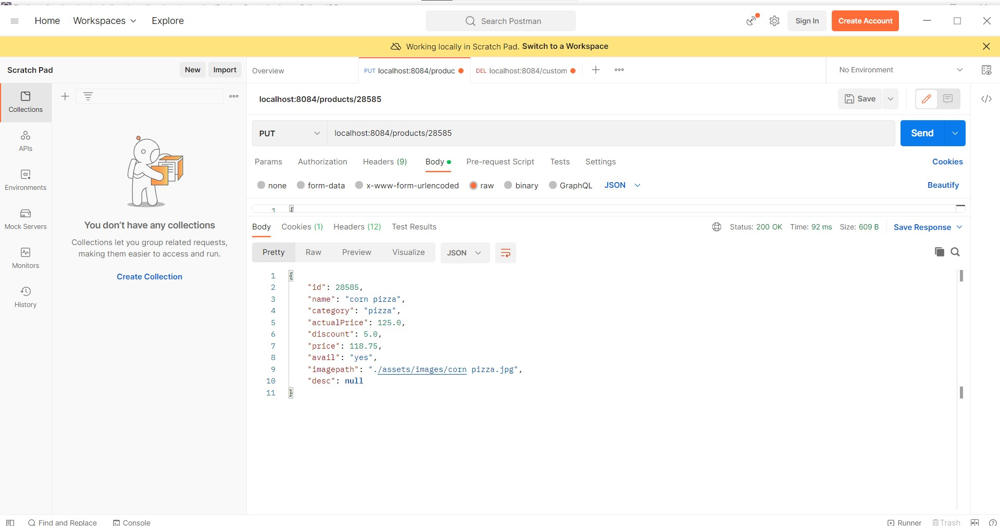 Home Workspaces Explore Search Postman Sign In Create Account
Working locally in Scratch Pad. Switch to a Workspace
Scratch Pad New Import Overview PUT localhost:8084/produc DEL localhost:8084/custom No Environment
Collections
APIs
Environments
Mock Servers
Monitors
History
You don't have any collections
Collections let you group related requests,
making them easier to access and run.
Create Collection
localhost:8084/products/28585 Save
PUT localhost:8084/products/28585 Send
Params Authorization Headers (9) Body Pre-request Script Tests Settings Cookies
none form-data x-www-form-urlencoded raw binary GraphQL JSON Beautify
1 {
Body Cookies (1) Headers (12) Test Results Status: 200 OK Time: 92 ms Size: 609 B Save Response
Pretty Raw Preview Visualize JSON
1 {
2 "id": 28585,
3 "name": "corn pizza",
4 "category": "pizza",
5 "actualPrice": 125.0,
6 "discount": 5.0,
7 "price": 118.75,
8 "avail": "yes",
9 "imagepath": "./assets/images/corn pizza.jpg",
10 "desc": null
11 }
Find and Replace Console Runner Trash